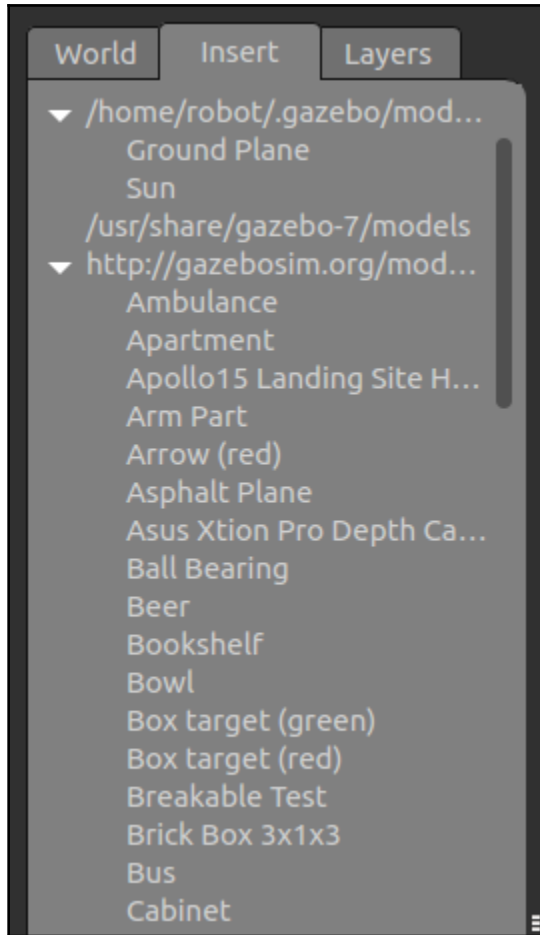 World Insert Layers
/home/robot/.gazebo/mod...
Ground Plane
Sun
/usr/share/gazebo-7/models
http://gazebosim.org/mod...
Ambulance
Apartment
Apollo15 Landing Site H...
Arm Part
Arrow (red)
Asphalt Plane
Asus Xtion Pro Depth Ca...
Ball Bearing
Beer
Bookshelf
Bowl
Box target (green)
Box target (red)
Breakable Test
Brick Box 3x1x3
Bus
Cabinet